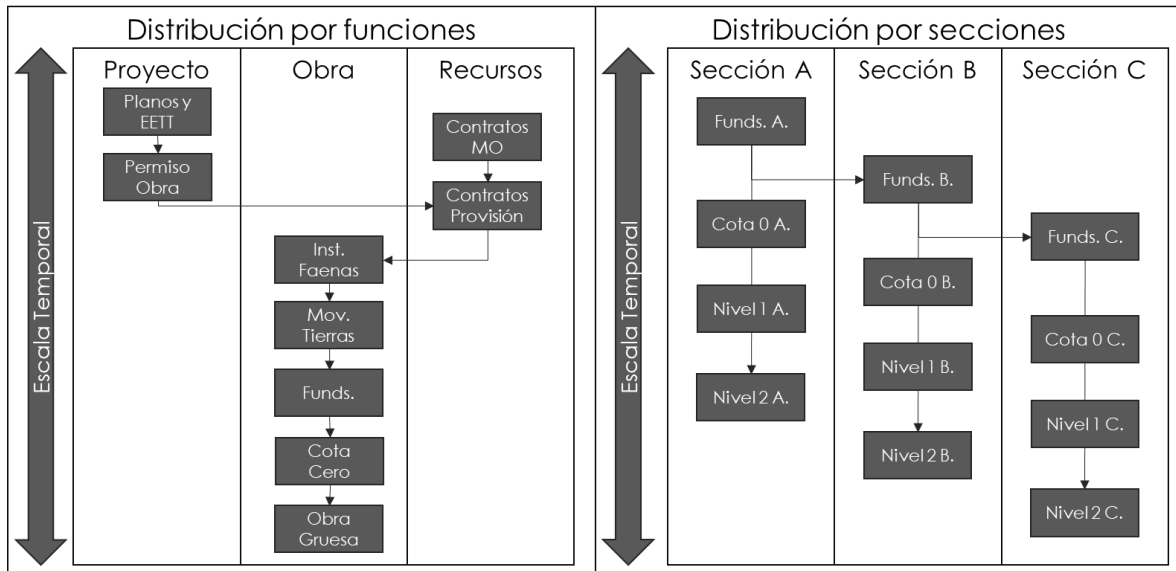 Distribución por funciones
Escala Temporal
Proyecto
Planos y
EETT
Permiso
Obra
Obra
Inst.
Faenas
Mov.
Tierras
Funds.
Cota
Cero
Obra
Gruesa
Recursos
Contratos
MO
Contratos
Provisión
Distribución por secciones
Escala Temporal
Sección A
Funds. A.
Cota 0 A.
Nivel 1 A.
Nivel 2 A.
Sección B
Funds. B.
Cota 0 B.
Nivel 1 B.
Nivel 2 B.
Sección C
Funds. C.
Cota 0 C.
Nivel 1 C.
Nivel 2 C.